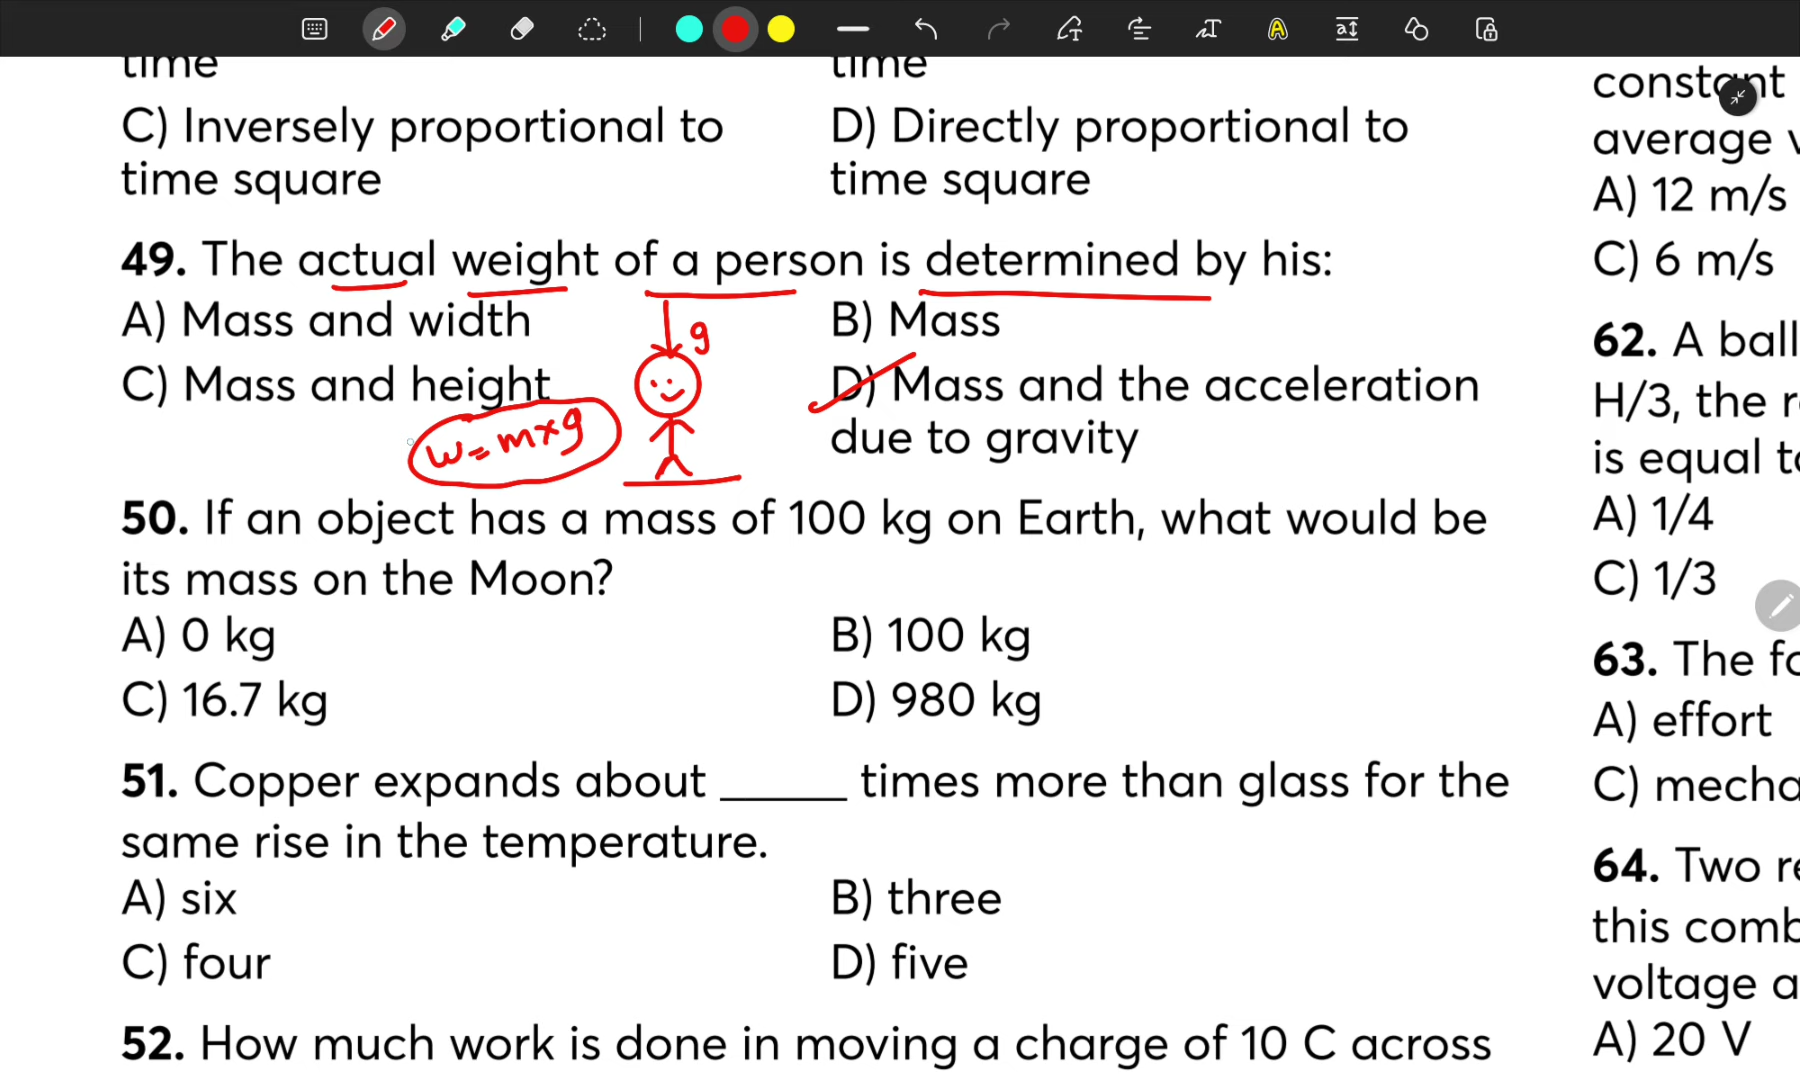 time
C) Inversely proportional to
time square
time
D) Directly proportional to
time square
49. The actual weight of a person is determined by his:
A) Mass and width
B) Mass
C) Mass and height
D) Mass and the acceleration
due to gravity
g
w = m × g
50. If an object has a mass of 100 kg on Earth, what would be
its mass on the Moon?
A) 0 kg
B) 100 kg
C) 16.7 kg
D) 980 kg
51. Copper expands about ______ times more than glass for the
same rise in the temperature.
A) six
B) three
C) four
D) five
52. How much work is done in moving a charge of 10 C across
constant
average
A) 12 m/s
C) 6 m/s
62. A ball
H/3, the
is equal
A) 1/4
C) 1/3
63. The
A) effort
C)
64. Two
this
voltage
A) 20 V